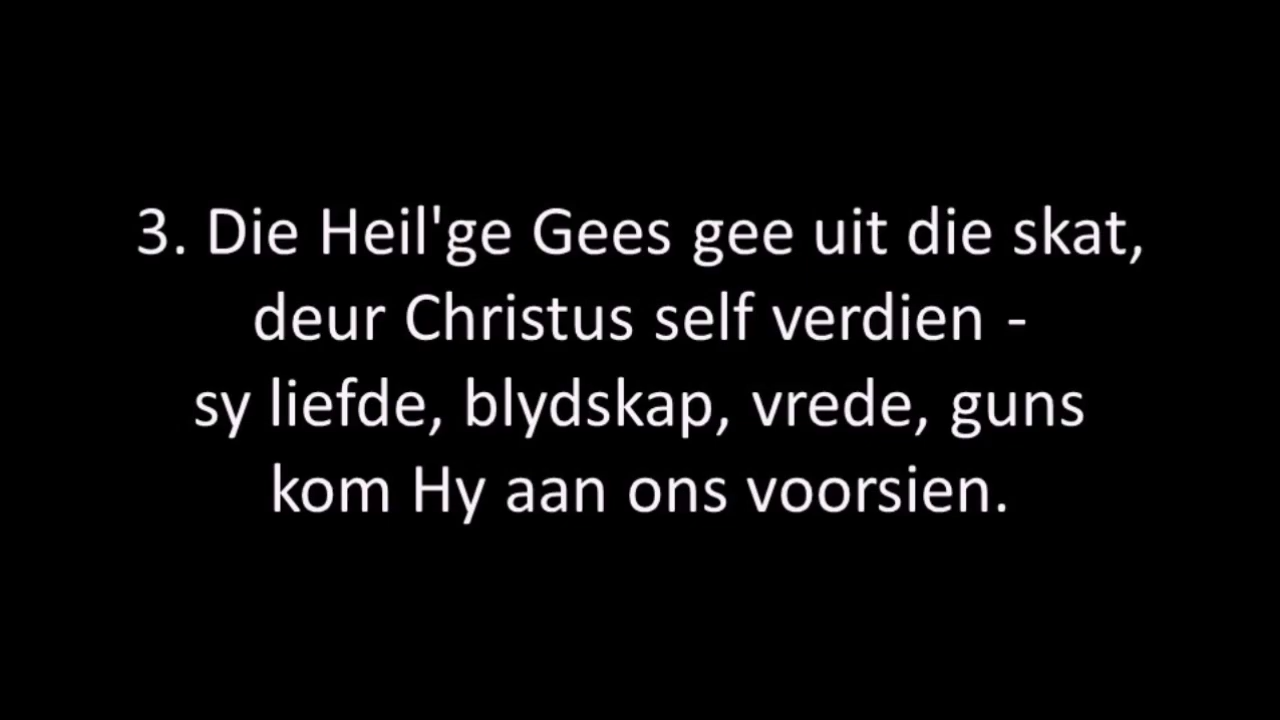 3. Die Heil'ge Gees gee uit die skat,
deur Christus self verdien -
sy liefde, blydskap, vrede, guns
kom Hy aan ons voorsien.